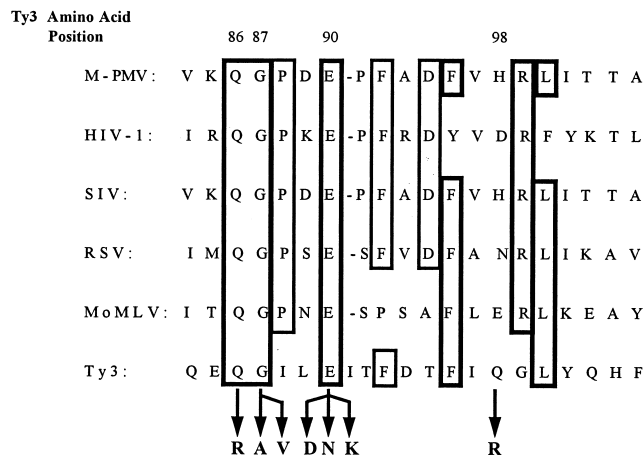 Ty3 Amino Acid
Position
86 87 90 98
M-PMV: V K Q G P D E - P F A D F V H R L I T T A
HIV-1: I R Q G P K E - P F R D Y V D R F Y K T L
SIV: V K Q G P D E - P F A D F V H R L I T T A
RSV: I M Q G P S E - S F V D F A N R L I K A V
MoMLV: I T Q G P N E - S P S A F L E R L K E A Y
Ty3: Q E Q G I L E I T F D T F I Q G L Y Q H F
R A V D N K R